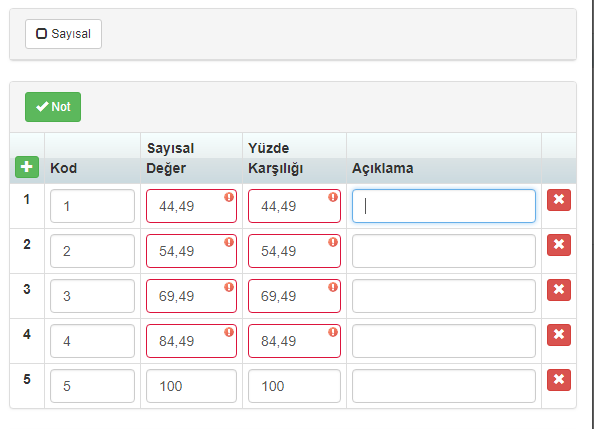 Sayısal
Not
Sayısal Yüzde
Kod Değer Karşılığı Açıklama
1 1 44,49 44,49
2 2 54,49 54,49
3 3 69,49 69,49
4 4 84,49 84,49
5 5 100 100